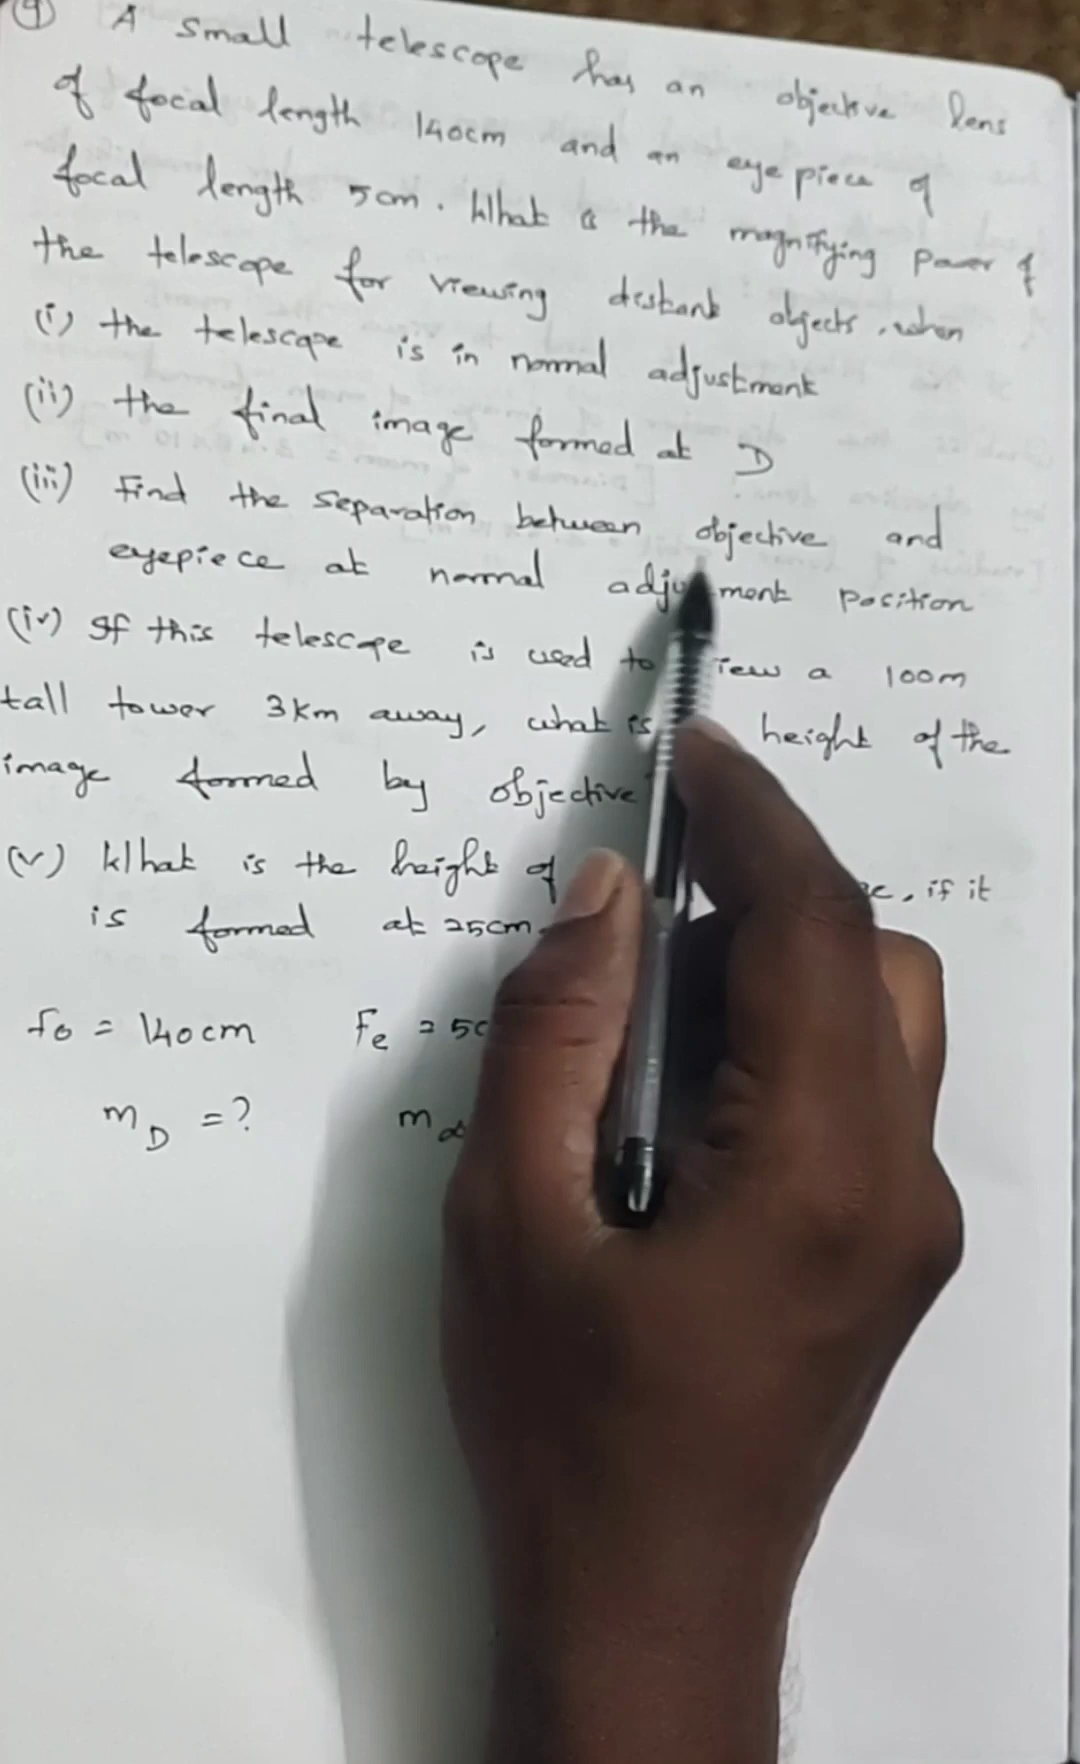 9 A small telescope has an objective lens
of focal length 140cm and an eye piece of
focal length 5cm. What is the magnifying power of
the telescope for viewing distant objects, when
(i) the telescope is in normal adjustment
(ii) the final image formed at D
(iii) Find the separation between objective and
eyepiece at normal adju ment position
(iv) If this telescope is used to iew a 100m
tall tower 3km away, what is height of the
image formed by objective
(v) What is the height of , if it
is formed at 25cm
fo = 140cm Fe = 5c
m_D = ? m_∞